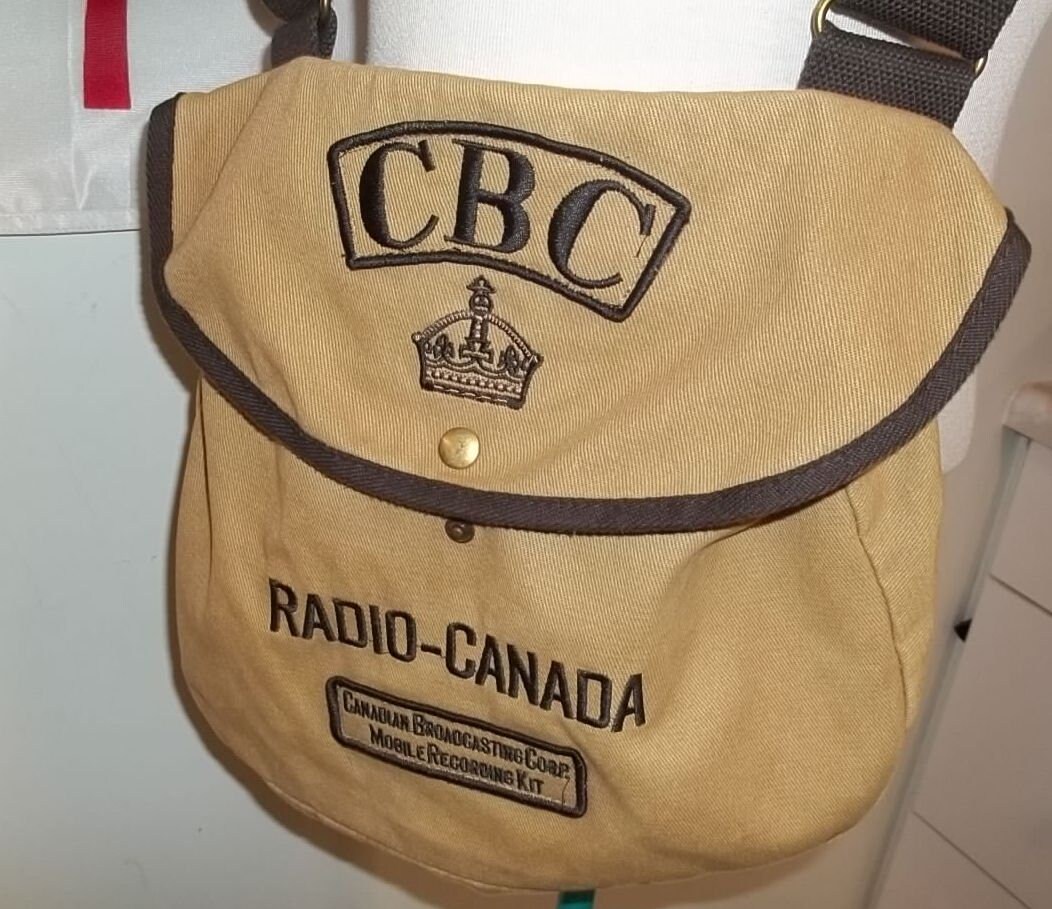 CBC
RADIO-CANADA
CANADIAN BROADCASTING CORP.
MOBILE RECORDING KIT